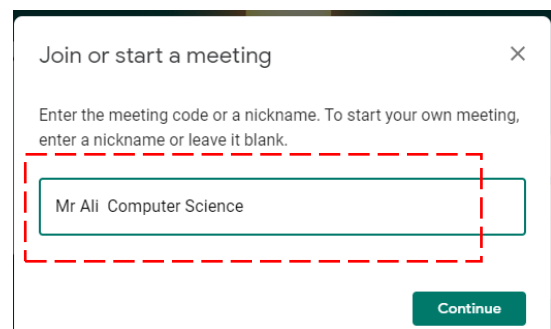 Join or start a meeting
Enter the meeting code or a nickname. To start your own meeting,
enter a nickname or leave it blank.
Mr Ali  Computer Science
Continue